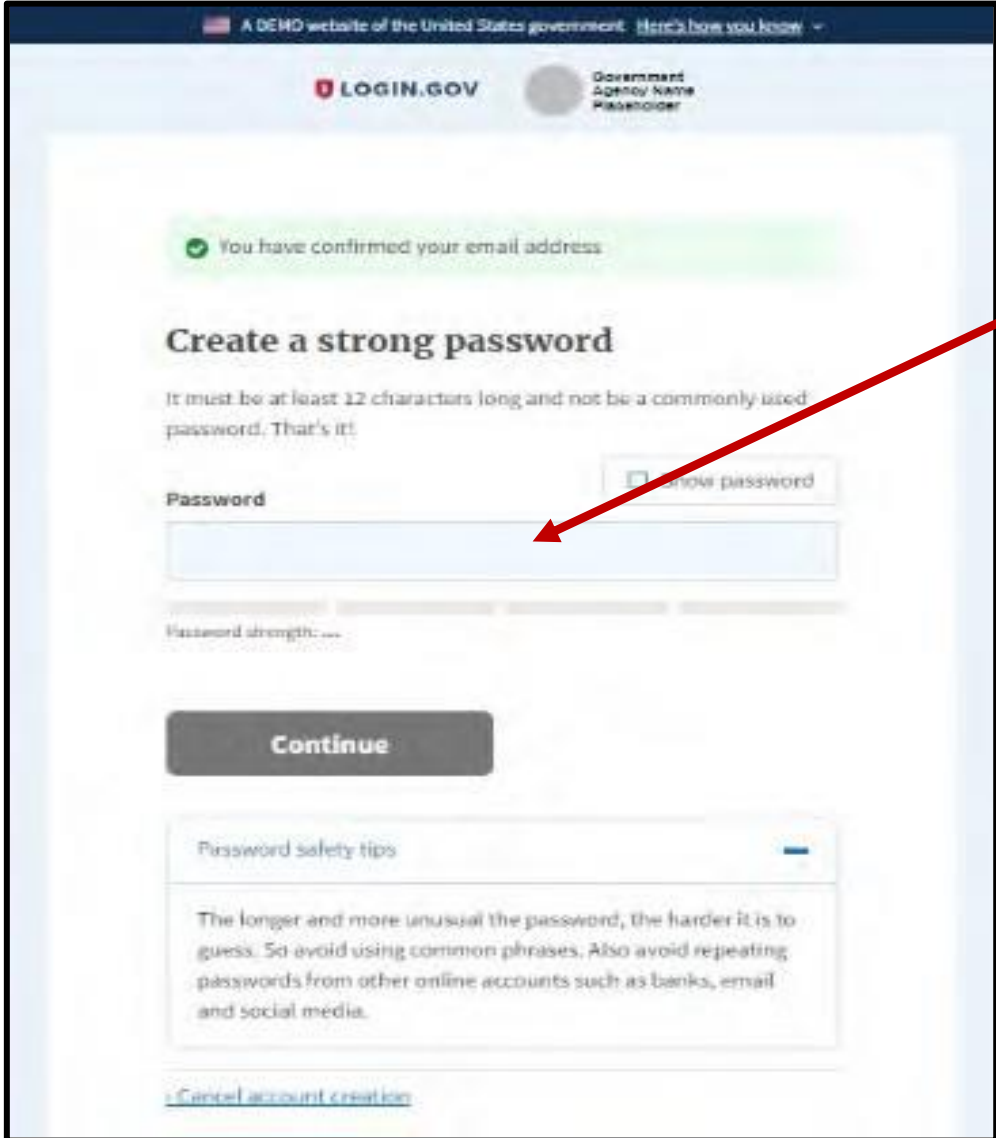 A DEMO website of the United States government Here's how you know
LOGIN.GOV
Government
Agency Name
Placeholder
You have confirmed your email address
Create a strong password
It must be at least 12 characters long and not be a commonly used
password. That's it!
Show password
Password
Password strength: ...
Continue
Password safety tips
The longer and more unusual the password, the harder it is to
guess. So avoid using common phrases. Also avoid repeating
passwords from other online accounts such as banks, email
and social media.
‹ Cancel account creation